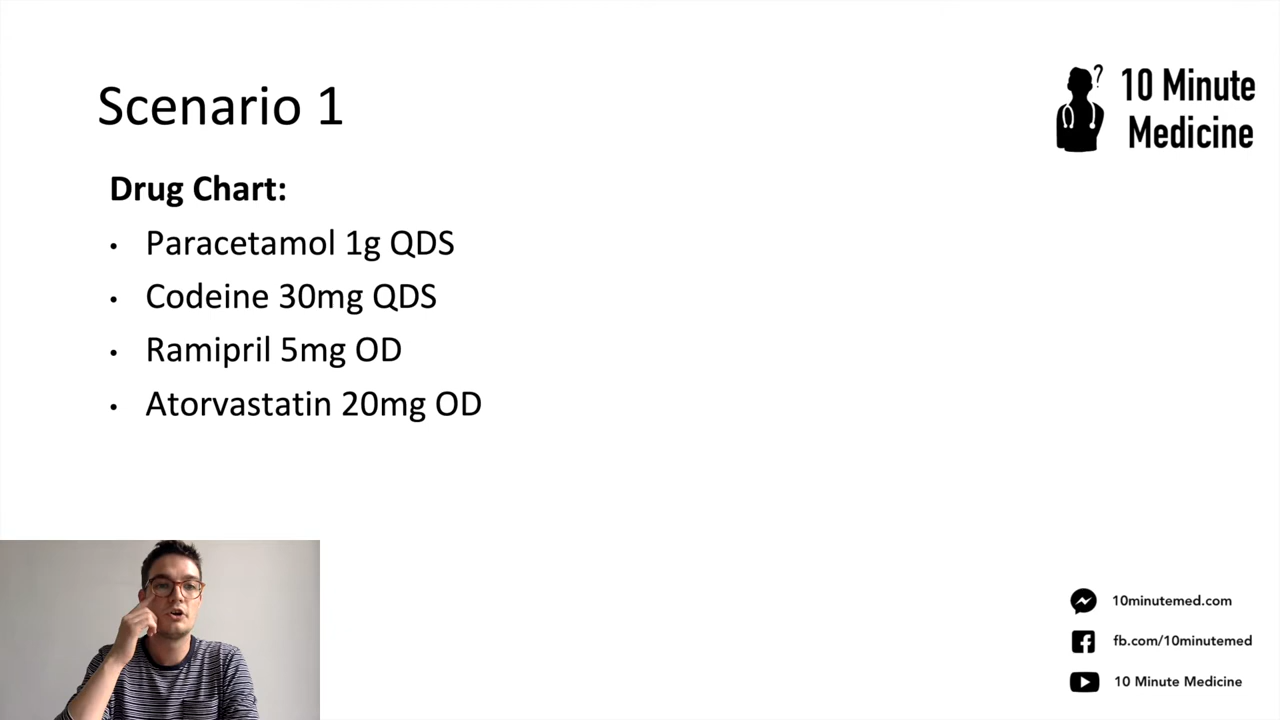 Scenario 1
10 Minute
Medicine
Drug Chart:
• Paracetamol 1g QDS
• Codeine 30mg QDS
• Ramipril 5mg OD
• Atorvastatin 20mg OD
10minutemed.com
fb.com/10minutemed
10 Minute Medicine